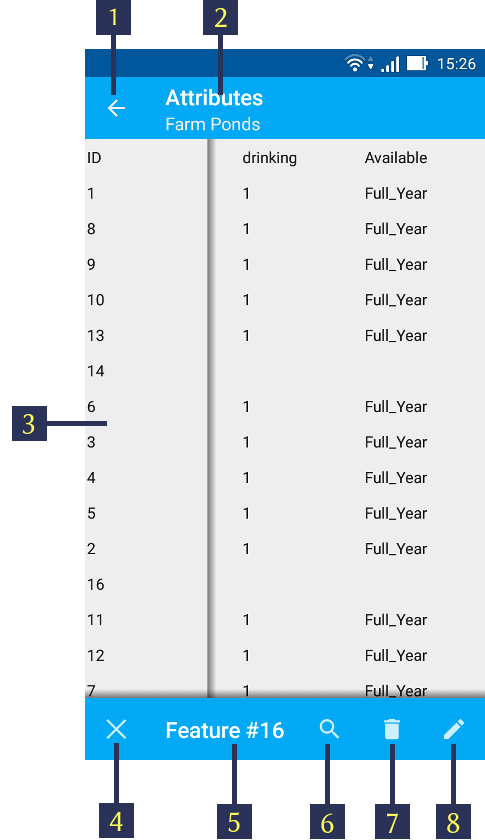 1 2
15:26
Attributes
Farm Ponds
ID drinking Available
1 1 Full_Year
8 1 Full_Year
9 1 Full_Year
10 1 Full_Year
13 1 Full_Year
14
3
6 1 Full_Year
3 1 Full_Year
4 1 Full_Year
5 1 Full_Year
2 1 Full_Year
16
11 1 Full_Year
12 1 Full_Year
7 1 Full_Year
Feature #16
4 5 6 7 8